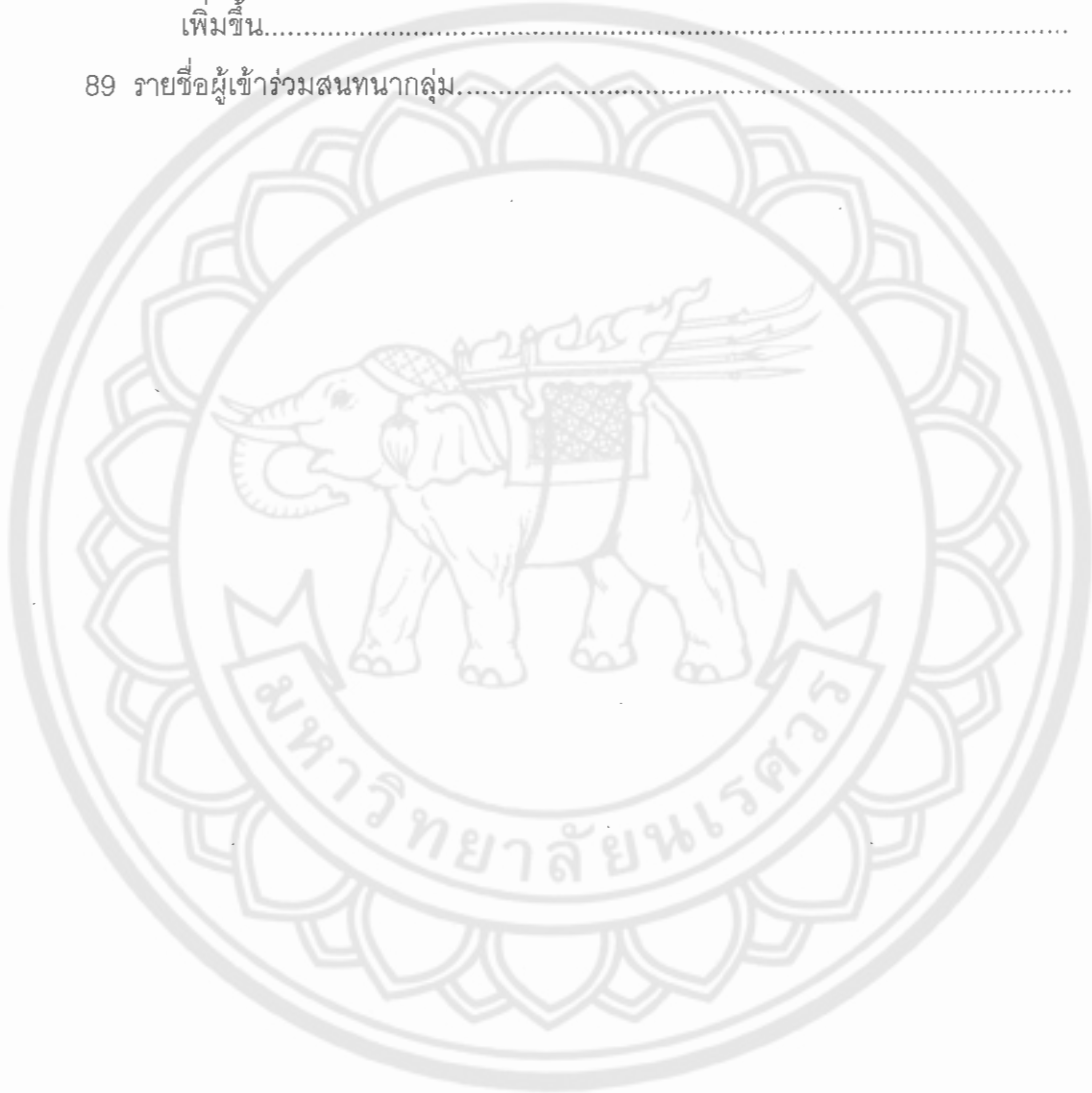 เพิ่มขึ้น....................................................................................................
89 รายชื่อผู้เข้าร่วมสนทนากลุ่ม............................................................................
มหาวิทยาลัยนเรศวร